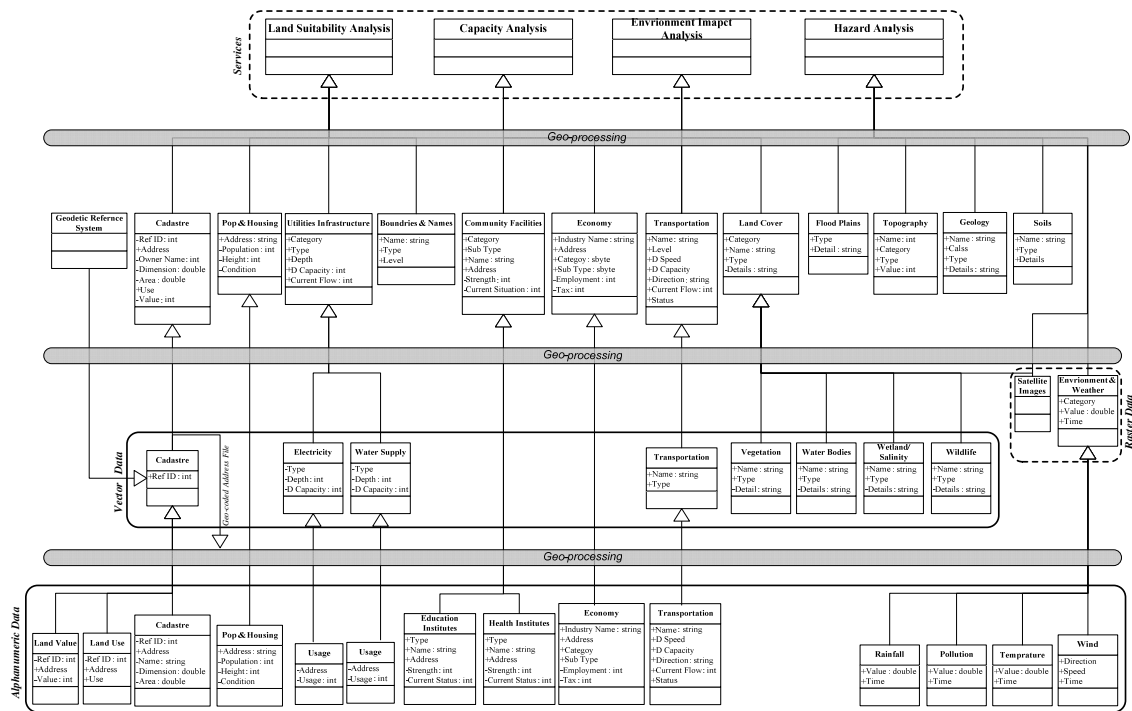 Services
Land Suitability Analysis
Capacity Analysis
Envrionment Imapct
Analysis
Hazard Analysis
Geo-processing
Geodetic Refernce
System
Cadastre
-Ref ID: int
+Address
-Owner Name: int
-Dimension: double
-Area: double
+Use
-Value: int
Pop & Housing
+Address: string
-Population: int
-Height: int
-Condition
Utilities Infrastructure
+Category
+Type
+Depth
+D Capacity: int
+Current Flow: int
Boundries & Names
+Name: string
+Type
+Level
Community Facilities
+Category
+Sub Type
+Name: string
+Address
-Strength: int
-Current Situation: int
Economy
+Industry Name: string
+Address
+Categoy: sbyte
+Sub Type: sbyte
-Employment: int
-Tax: int
Transportation
+Name: string
+Level
+D Speed
+D Capacity
+Direction: string
+Current Flow: int
+Status
Land Cover
+Category
+Name: string
+Type
-Details: string
Flood Plains
+Type
+Detail: string
Topography
+Name: int
+Category
+Type
+Value: int
Geology
+Name: string
+Calss
+Type
+Details: string
Soils
+Name: string
+Type
+Details
Geo-processing
Satellite
Images
Envrionment &
Weather
+Category
+Value: double
+Time
Raster Data
Vector Data
Cadastre
+Ref ID: int
Geo-coded Address File
Electricity
-Type
-Depth: int
-D Capacity: int
Water Supply
-Type
-Depth: int
-D Capacity: int
Transportation
+Name: string
+Type
Vegetation
+Name: string
+Type
-Detail: string
Water Bodies
+Name: string
+Type
-Details: string
Wetland/
Salinity
+Name: string
+Type
-Details: string
Wildlife
+Name: string
+Type
-Details: string
Geo-processing
Alphanumeric Data
Land Value
-Ref ID: int
+Address
-Value: int
Land Use
-Ref ID: int
+Address
+Use
Cadastre
-Ref ID: int
+Address
-Name: string
-Dimension: double
-Area: double
Pop & Housing
+Address: string
-Population: int
-Height: int
-Condition
Usage
-Address
-Usage: int
Usage
-Address
-Usage: int
Education
Institutes
+Type
+Name: string
+Address
-Strength: int
-Current Status: int
Health Institutes
+Type
+Name: string
+Address
-Strength: int
-Current Status: int
Economy
+Industry Name: string
+Address
+Categoy
+Sub Type
-Employment: int
-Tax: int
Transportation
+Name: string
+D Speed
+D Capacity
+Direction: string
+Current Flow: int
+Status
Rainfall
+Value: double
+Time
Pollution
+Value: double
+Time
Temprature
+Value: double
+Time
Wind
+Direction
+Speed
+Time